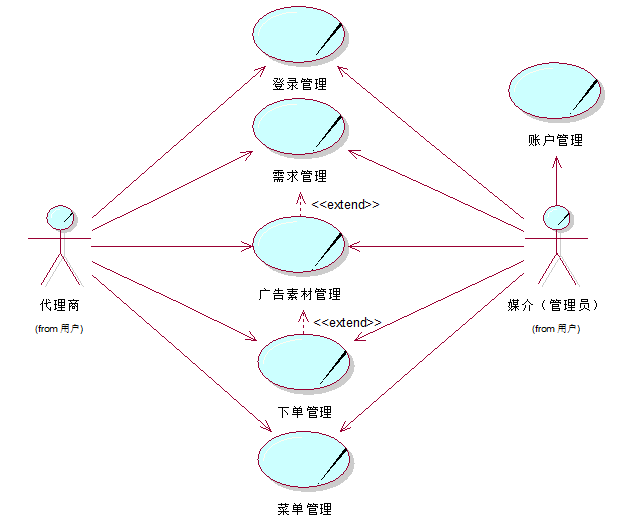 登录管理
账户管理
需求管理
<<extend>>
广告素材管理
代理商
(from 用户)
媒介（管理员）
(from 用户)
<<extend>>
下单管理
菜单管理